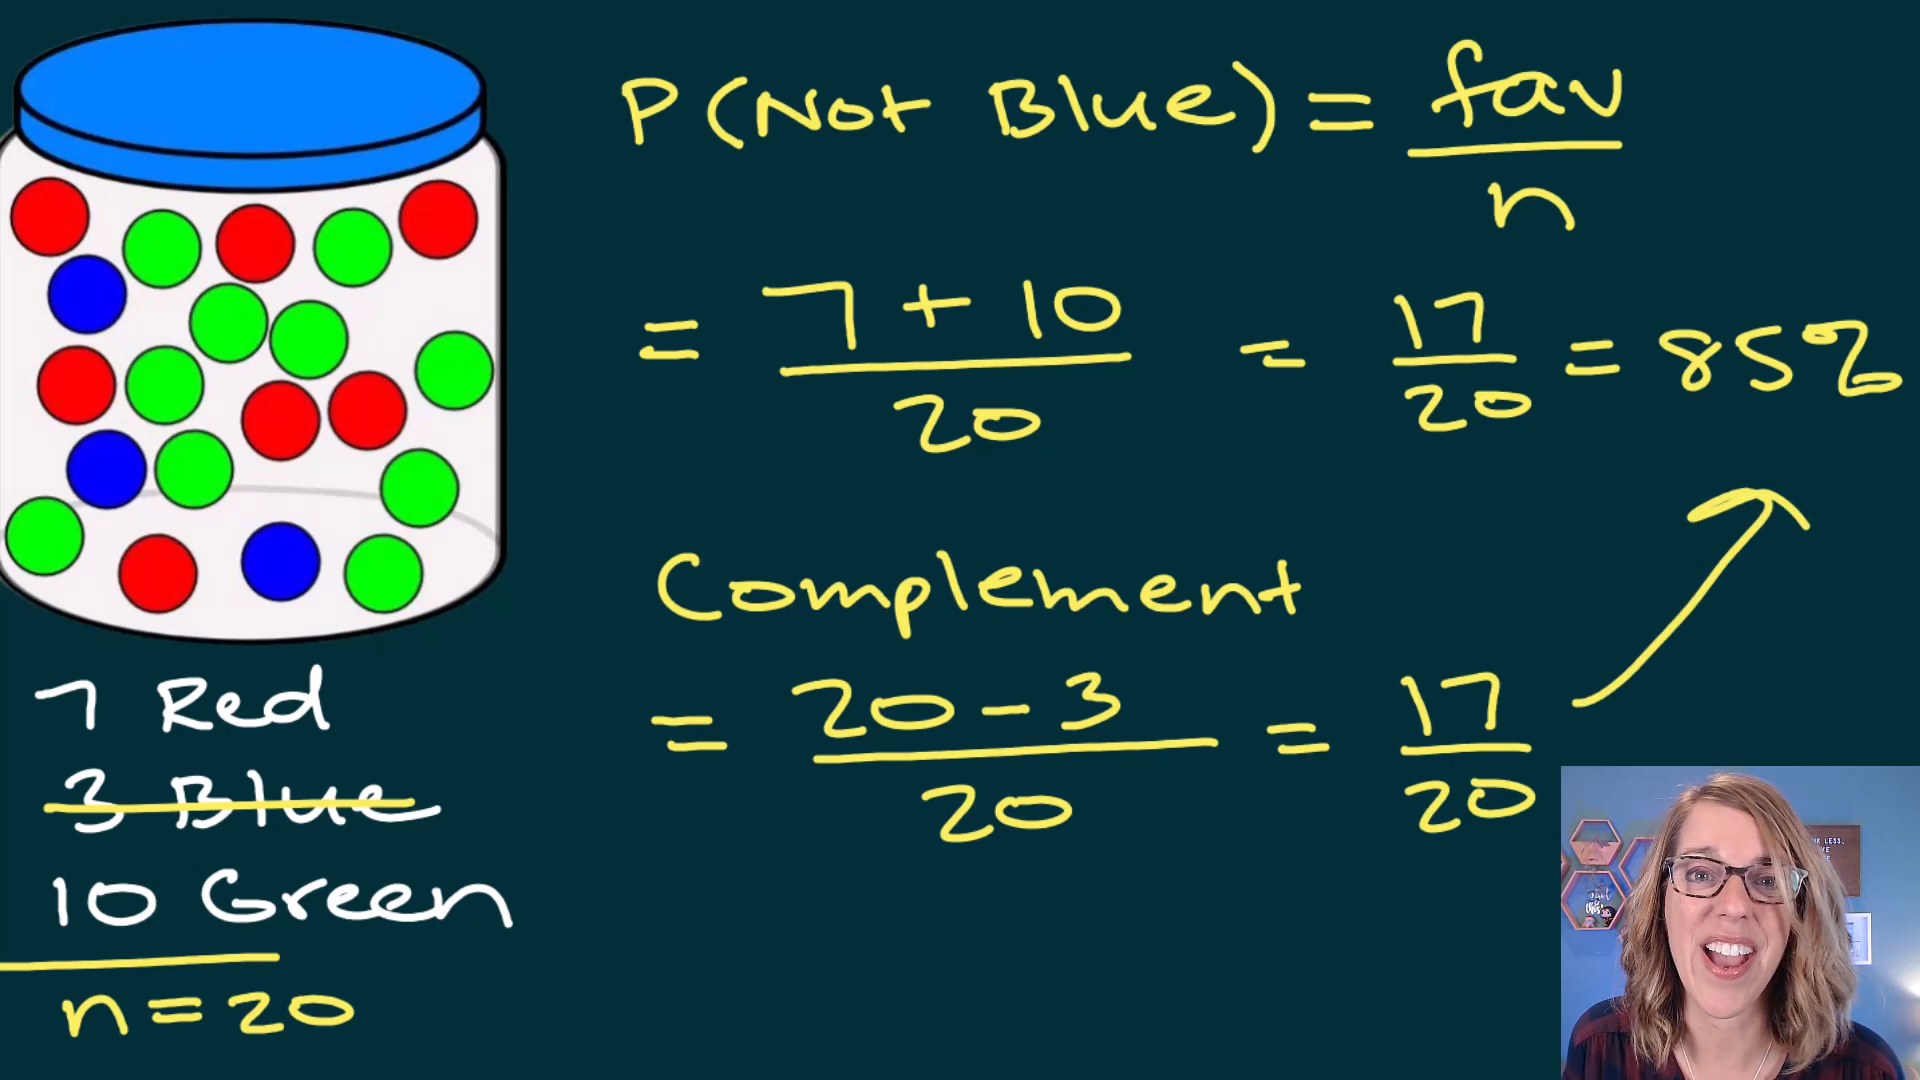 P(Not Blue) = fav/n
= 7 + 10/20 = 17/20 = 85%
Complement
= 20 - 3/20 = 17/20
7 Red
3 Blue
10 Green
n = 20